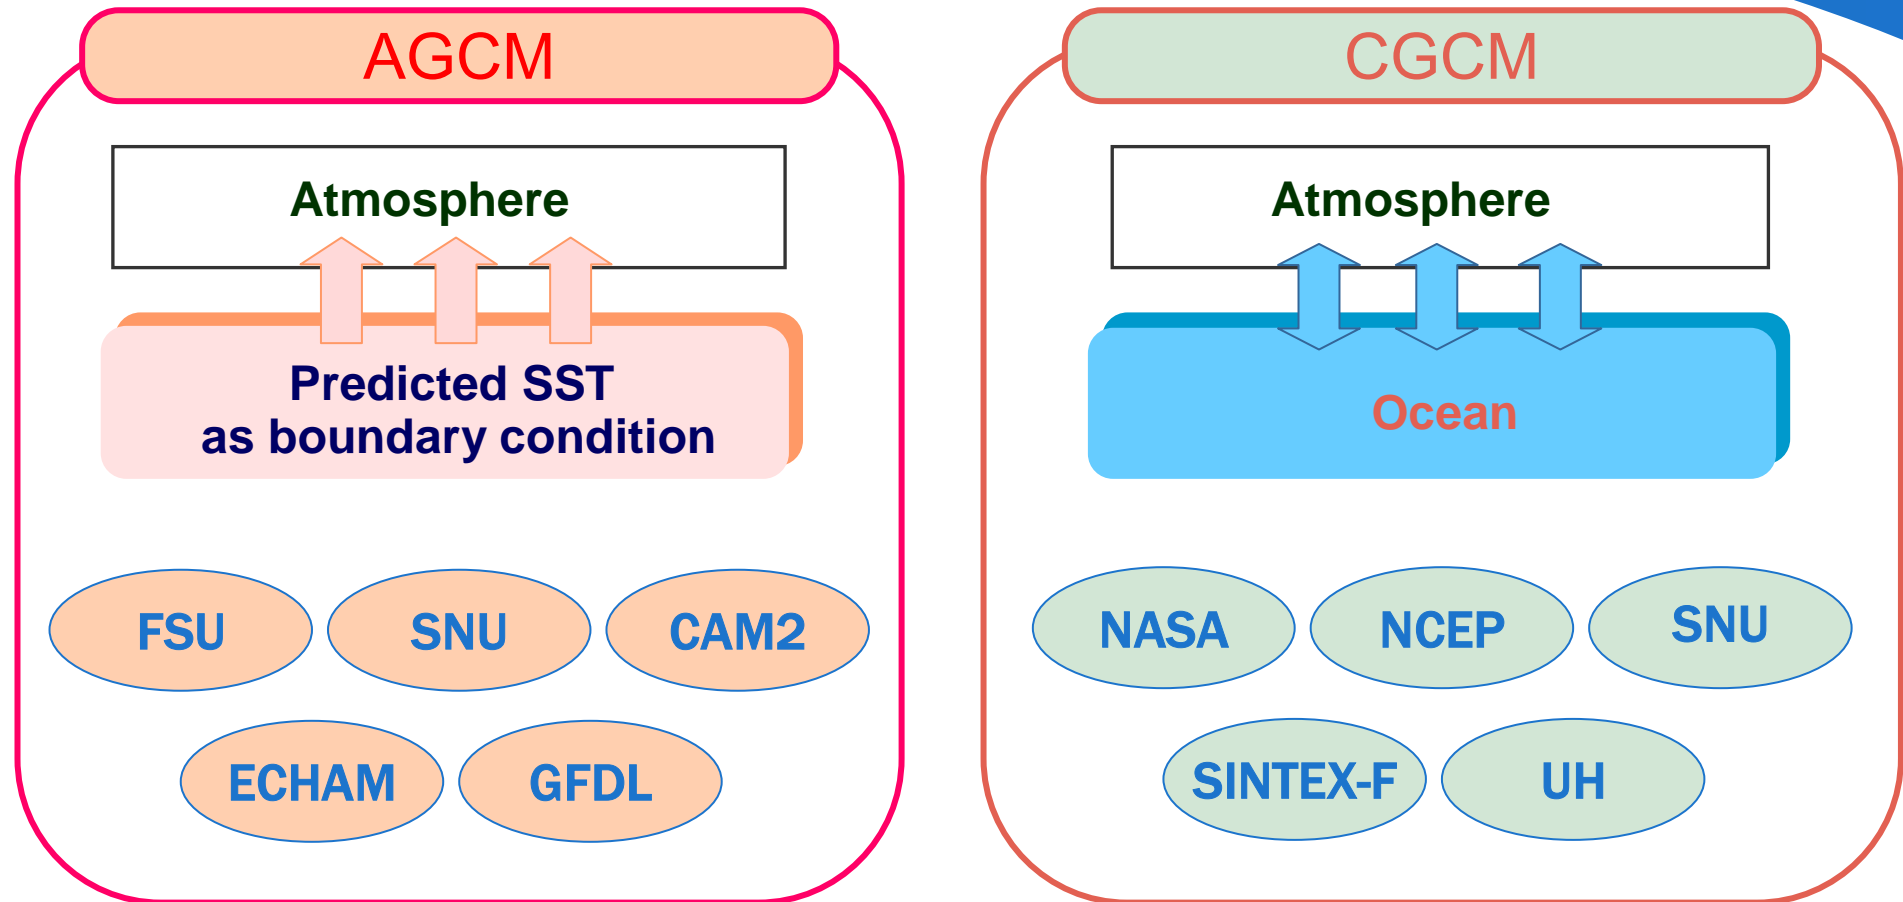 AGCM
Atmosphere
Predicted SST
as boundary condition
FSU
SNU
CAM2
ECHAM
GFDL
CGCM
Atmosphere
Ocean
NASA
NCEP
SNU
SINTEX-F
UH